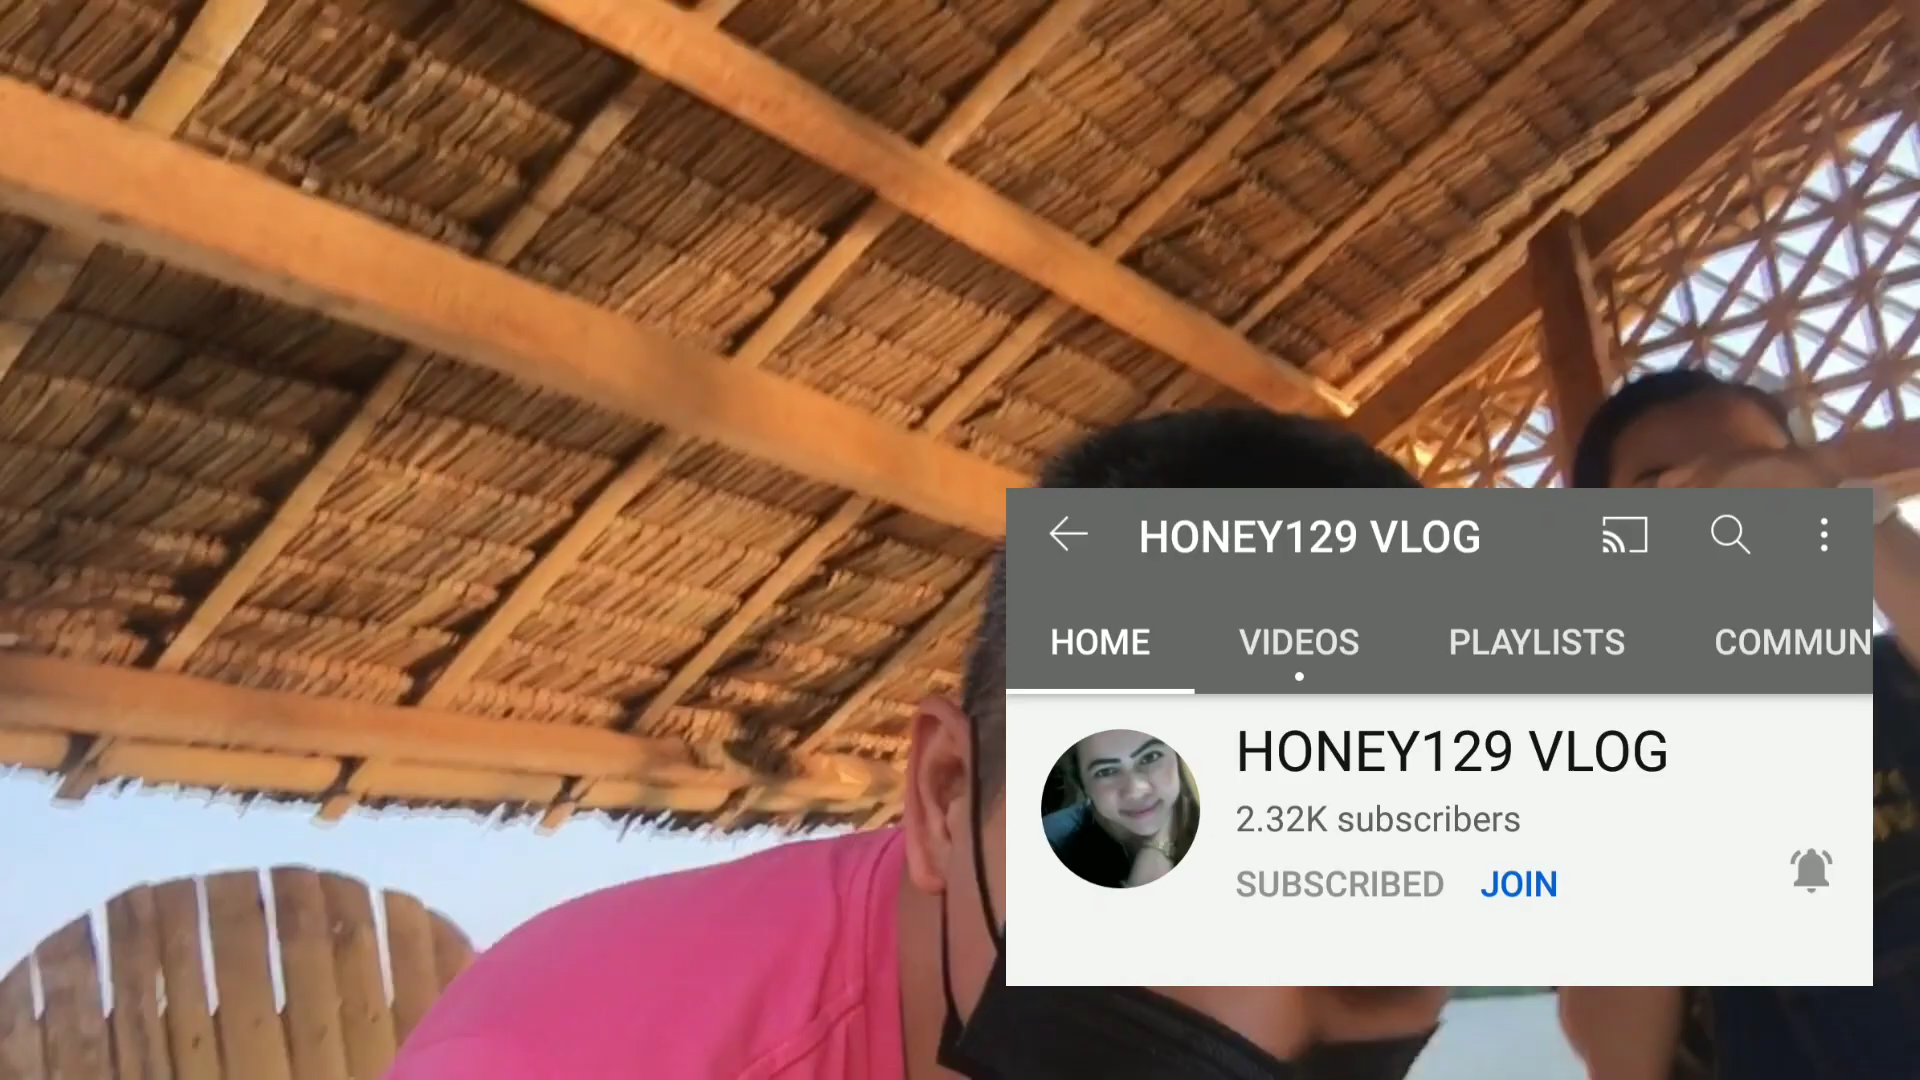 HONEY129 VLOG
HOME VIDEOS PLAYLISTS COMMUN
HONEY129 VLOG
2.32K subscribers
SUBSCRIBED JOIN